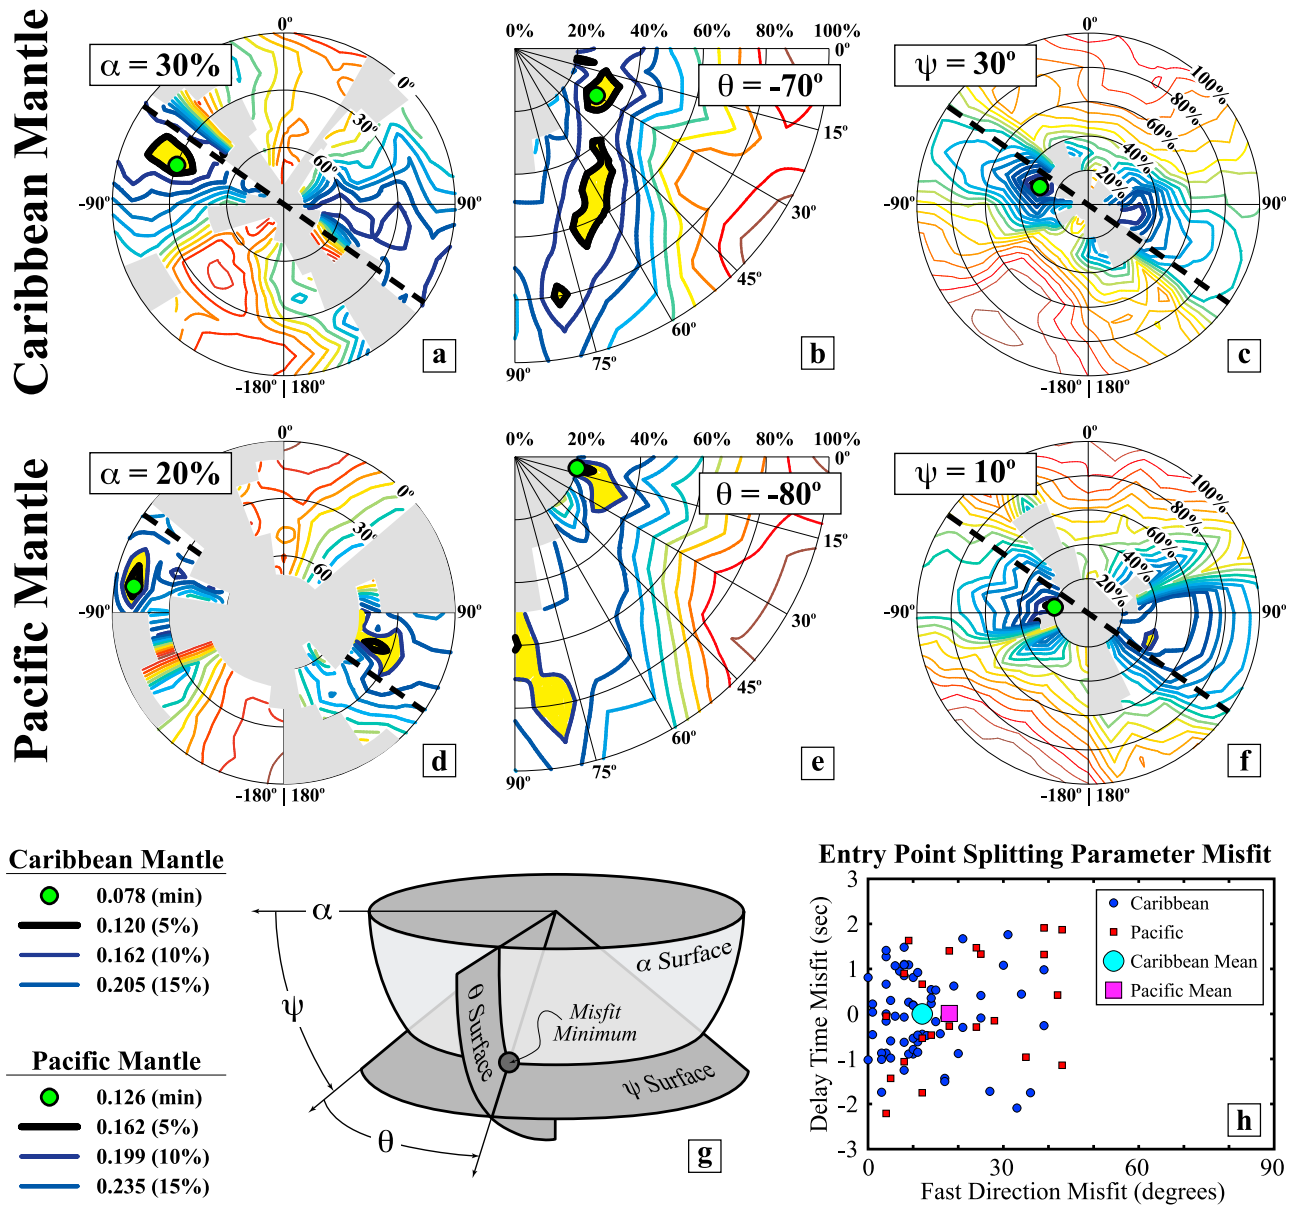 Caribbean Mantle
α = 30%
0º
0º
30º
60º
-90º
90º
-180º
180º
a
0%
20%
40%
60%
80%
100%
0º
θ = -70º
15º
30º
45º
60º
75º
90º
b
ψ = 30º
0º
100%
80%
60%
40%
20%
-90º
90º
-180º
180º
c
Pacific Mantle
α = 20%
0º
0º
30º
60
-90º
90º
-180º
180º
d
0%
20%
40%
60%
80%
100%
0º
θ = -80º
15º
30º
45º
60º
75º
90º
e
ψ = 10º
0º
100%
80%
60%
40%
20%
-90º
90º
-180º
180º
f
Caribbean Mantle
0.078 (min)
0.120 (5%)
0.162 (10%)
0.205 (15%)
Pacific Mantle
0.126 (min)
0.162 (5%)
0.199 (10%)
0.235 (15%)
α
ψ
θ
α Surface
θ Surface
ψ Surface
Misfit
Minimum
g
Entry Point Splitting Parameter Misfit
Delay Time Misfit (sec)
3
2
1
0
-1
-2
-3
Caribbean
Pacific
Caribbean Mean
Pacific Mean
h
0
30
60
90
Fast Direction Misfit (degrees)